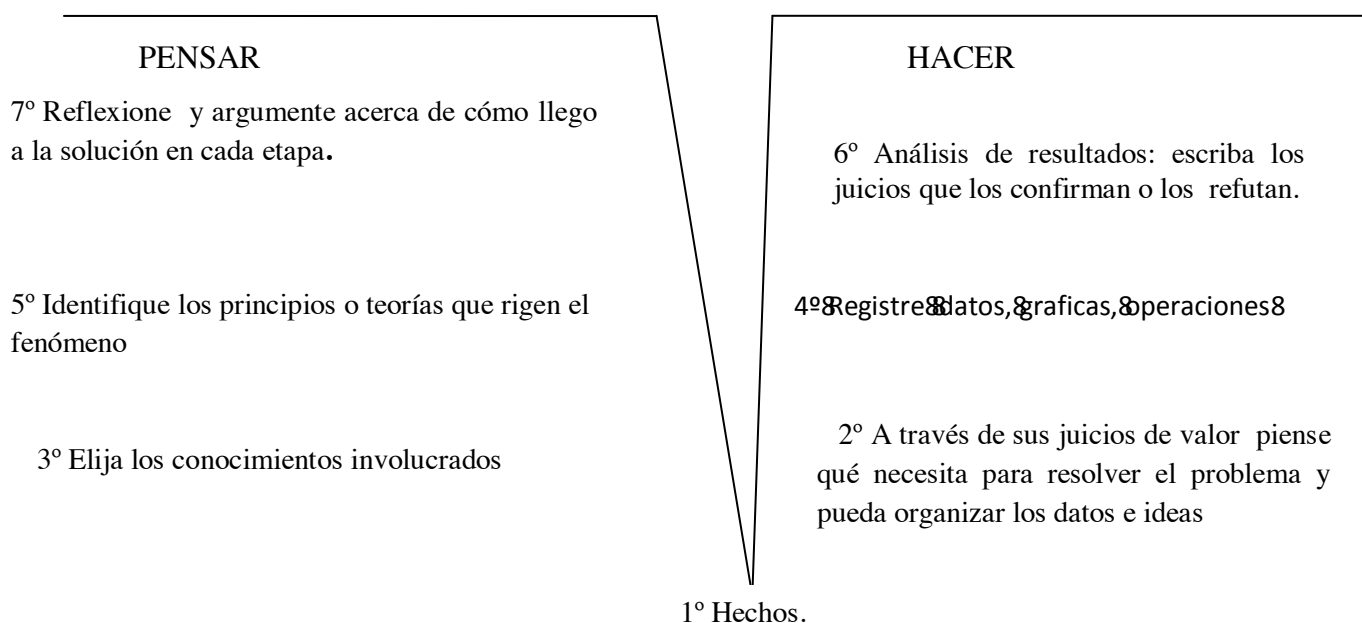 PENSAR
7º Reflexione y argumente acerca de cómo llego
a la solución en cada etapa.
5º Identifique los principios o teorías que rigen el
fenómeno
3º Elija los conocimientos involucrados
HACER
6º Análisis de resultados: escriba los
juicios que los confirman o los refutan.
4º8Registre88datos,8graficas,8operaciones8
2º A través de sus juicios de valor piense
qué necesita para resolver el problema y
pueda organizar los datos e ideas
1º Hechos.